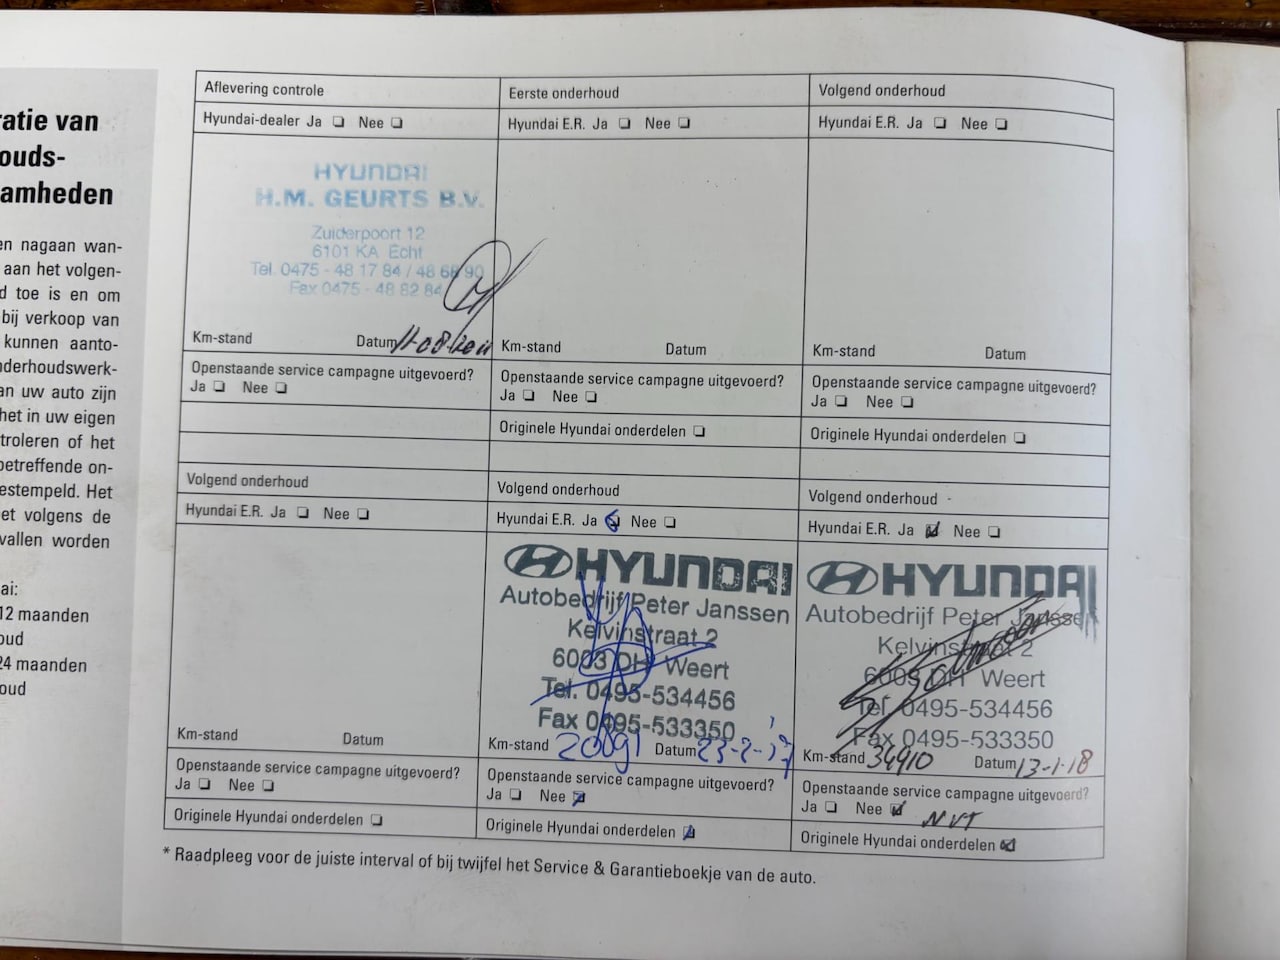 ratie van
ouds-
amheden
en nagaan wan-
aan het volgen-
d toe is en om
bij verkoop van
kunnen aanto-
nderhoudswerk-
an uw auto zijn
het in uw eigen
troleren of het
betreffende on-
estempeld. Het
et volgens de
vallen worden
ai:
12 maanden
oud
24 maanden
oud
Aflevering controle
Hyundai-dealer Ja ❏ Nee ❏
HYUNDAI
H.M. GEURTS B.V.
Zuiderpoort 12
6101 KA Echt
Tel. 0475 - 48 17 84 / 48 68 90
Fax 0475 - 48 82 84
Km-stand Datum 11-08-2011
Openstaande service campagne uitgevoerd?
Ja ❏ Nee ❏
Eerste onderhoud
Hyundai E.R. Ja ❏ Nee ❏
Km-stand Datum
Openstaande service campagne uitgevoerd?
Ja ❏ Nee ❏
Originele Hyundai onderdelen ❏
Volgend onderhoud
Hyundai E.R. Ja ❏ Nee ❏
Km-stand Datum
Openstaande service campagne uitgevoerd?
Ja ❏ Nee ❏
Originele Hyundai onderdelen ❏
Volgend onderhoud
Hyundai E.R. Ja ❏ Nee ❏
Km-stand Datum
Openstaande service campagne uitgevoerd?
Ja ❏ Nee ❏
Originele Hyundai onderdelen ❏
Volgend onderhoud
Hyundai E.R. Ja ❏ Nee ❏
HYUNDAI
Autobedrijf Peter Janssen
Kelvinstraat 2
6003 DH Weert
Tel. 0495-534456
Fax 0495-533350
Km-stand 20091 Datum 23-2-'17
Openstaande service campagne uitgevoerd?
Ja ❏ Nee ❏
Originele Hyundai onderdelen ❏
Volgend onderhoud
Hyundai E.R. Ja ❏ Nee ❏
HYUNDAI
Autobedrijf Peter Janssen
Kelvinstraat 2
6003 DH Weert
Tel. 0495-534456
Fax 0495-533350
Km-stand 34910 Datum 13-1-18
Openstaande service campagne uitgevoerd?
Ja ❏ Nee ❏ NVT
Originele Hyundai onderdelen ❏
* Raadpleeg voor de juiste interval of bij twijfel het Service & Garantieboekje van de auto.